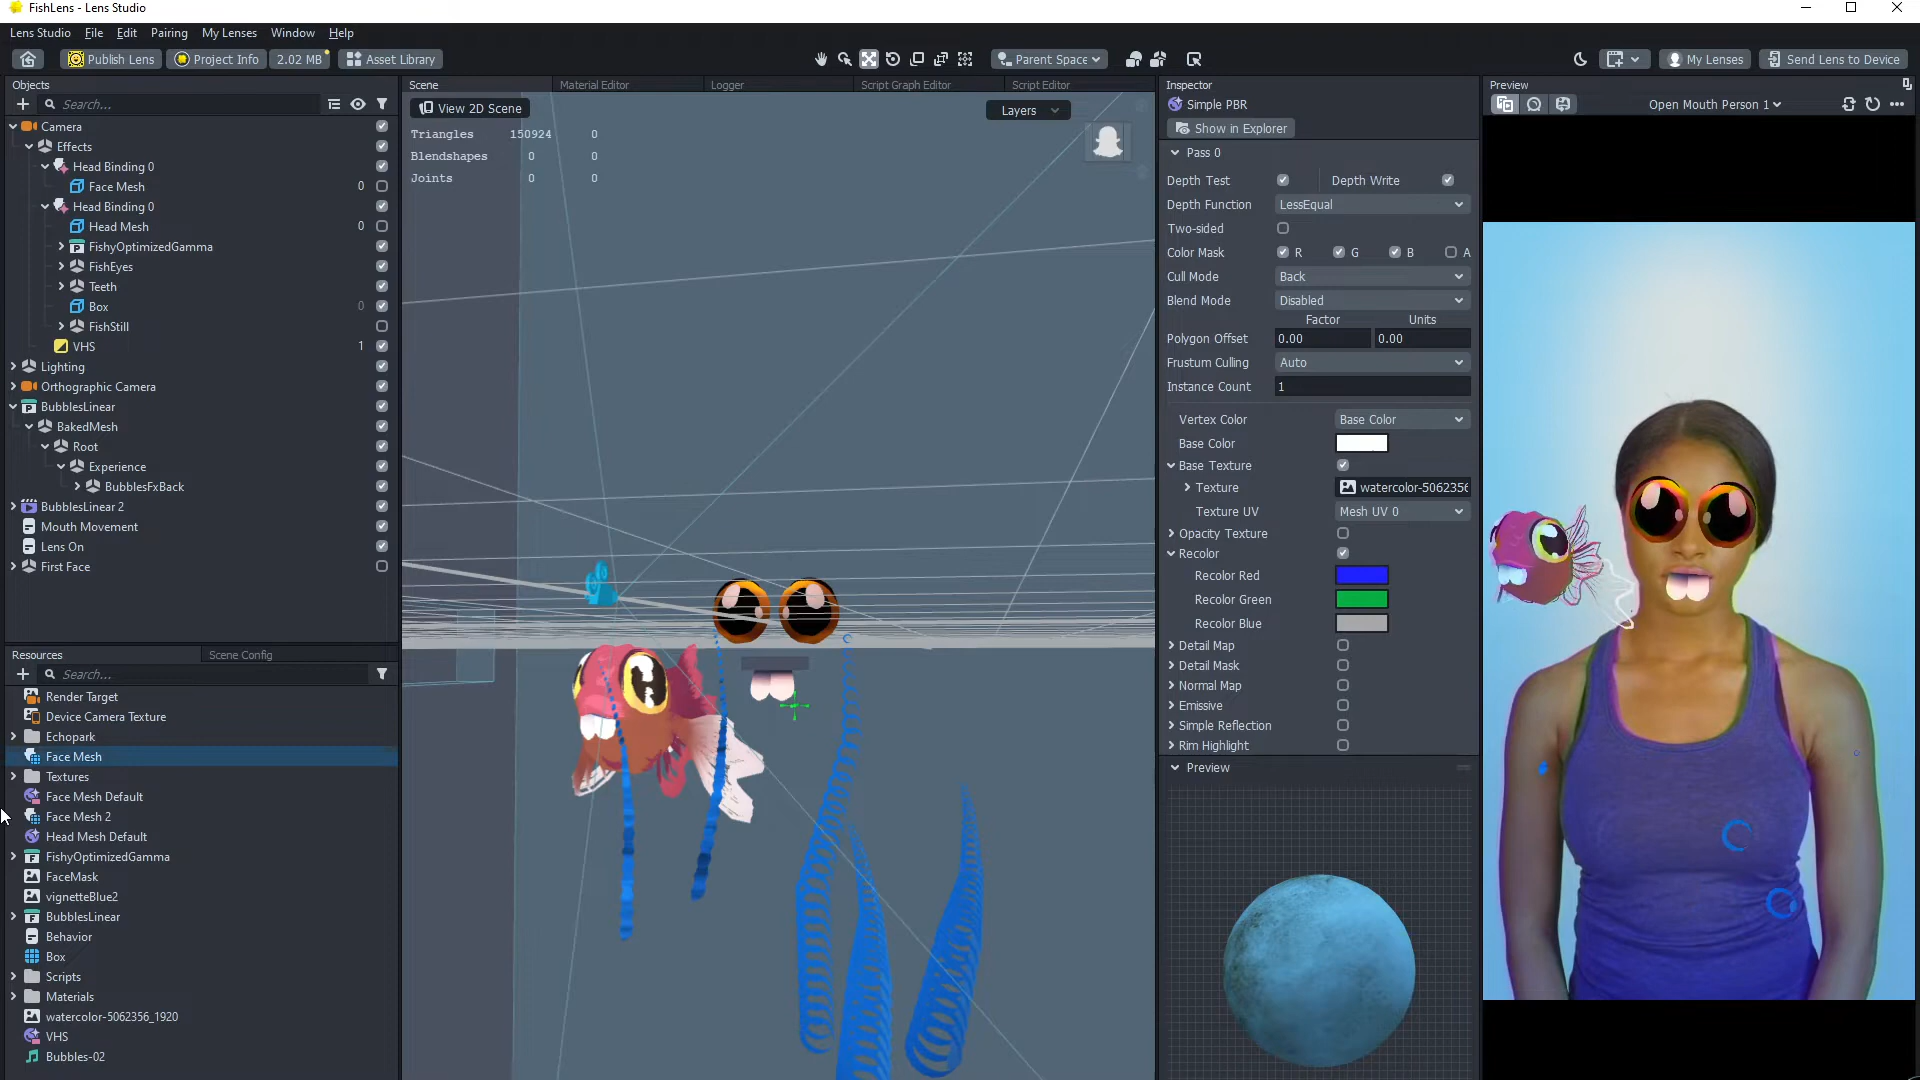 FishLens - Lens Studio
Lens Studio File Edit Pairing My Lenses Window Help
Publish Lens Project Info 2.02 MB Asset Library Parent Space My Lenses Send Lens to Device
Objects
Search...
Camera
Effects
Head Binding 0
Face Mesh 0
Head Binding 0
Head Mesh 0
FishyOptimizedGamma
FishEyes
Teeth
Box 0
FishStill
VHS 1
Lighting
Orthographic Camera
BubblesLinear
BakedMesh
Root
Experience
BubblesFxBack
BubblesLinear 2
Mouth Movement
Lens On
First Face
Resources Scene Config
Search...
Render Target
Device Camera Texture
Echopark
Face Mesh
Textures
Face Mesh Default
Face Mesh 2
Head Mesh Default
FishyOptimizedGamma
FaceMask
vignetteBlue2
BubblesLinear
Behavior
Box
Scripts
Materials
watercolor-5062356_1920
VHS
Bubbles-02
Scene Material Editor Logger Script Graph Editor Script Editor
View 2D Scene Layers
Triangles 150924 0
Blendshapes 0 0
Joints 0 0
Inspector
Simple PBR
Show in Explorer
Pass 0
Depth Test Depth Write
Depth Function LessEqual
Two-sided
Color Mask R G B A
Cull Mode Back
Blend Mode Disabled
Factor Units
Polygon Offset 0.00 0.00
Frustum Culling Auto
Instance Count 1
Vertex Color Base Color
Base Color
Base Texture
Texture watercolor-5062356
Texture UV Mesh UV 0
Opacity Texture
Recolor
Recolor Red
Recolor Green
Recolor Blue
Detail Map
Detail Mask
Normal Map
Emissive
Simple Reflection
Rim Highlight
Preview
Preview
Open Mouth Person 1